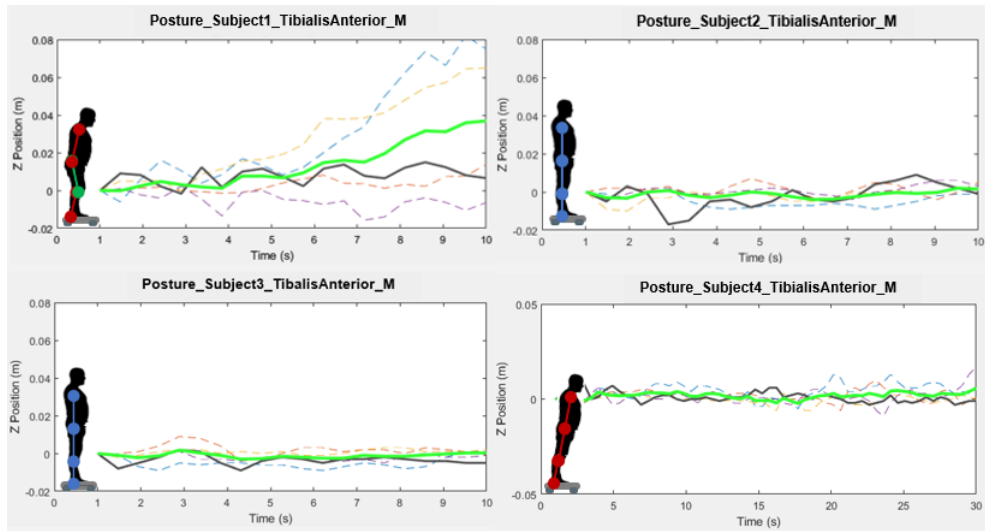 Posture_Subject1_TibialisAnterior_M
0.08
0.06
0.04
0.02
0
-0.02
Z Position (m)
0 1 2 3 4 5 6 7 8 9 10
Time (s)
Posture_Subject2_TibialisAnterior_M
0.08
0.06
0.04
0.02
0
-0.02
Z Position (m)
0 1 2 3 4 5 6 7 8 9 10
Time (s)
Posture_Subject3_TibalisAnterior_M
0.08
0.06
0.04
0.02
0
-0.02
Z Position (m)
0 1 2 3 4 5 6 7 8 9 10
Time (s)
Posture_Subject4_TibialisAnterior_M
0.05
0
-0.05
Z Position (m)
0 5 10 15 20 25 30
Time (s)